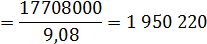 = 17708000 / 9,08 = 1 950 220